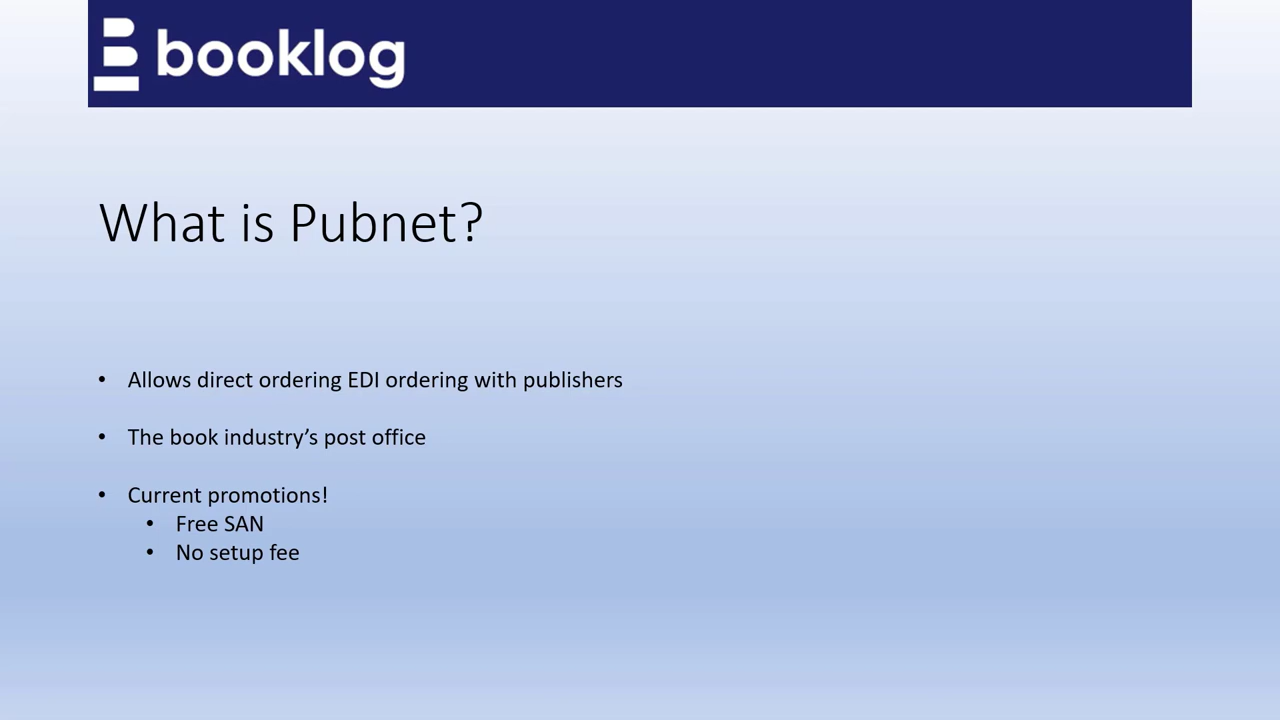 booklog
What is Pubnet?
• Allows direct ordering EDI ordering with publishers
• The book industry’s post office
• Current promotions!
• Free SAN
• No setup fee